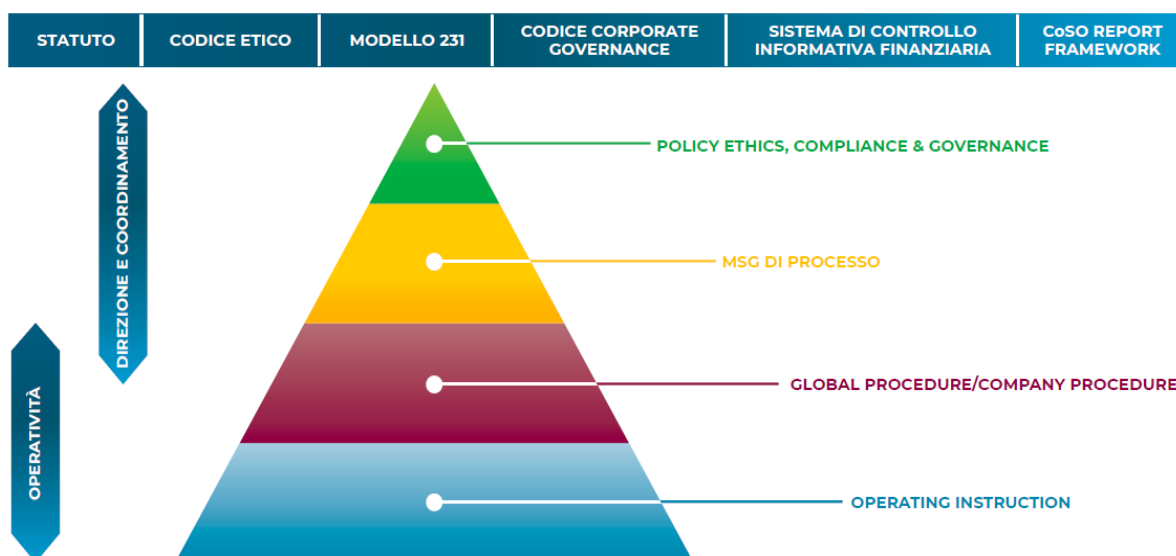 STATUTO
CODICE ETICO
MODELLO 231
CODICE CORPORATE
GOVERNANCE
SISTEMA DI CONTROLLO
INFORMATIVA FINANZIARIA
CoSO REPORT
FRAMEWORK
DIREZIONE E COORDINAMENTO
POLICY ETHICS, COMPLIANCE & GOVERNANCE
MSG DI PROCESSO
OPERATIVITÀ
GLOBAL PROCEDURE/COMPANY PROCEDURE
OPERATING INSTRUCTION